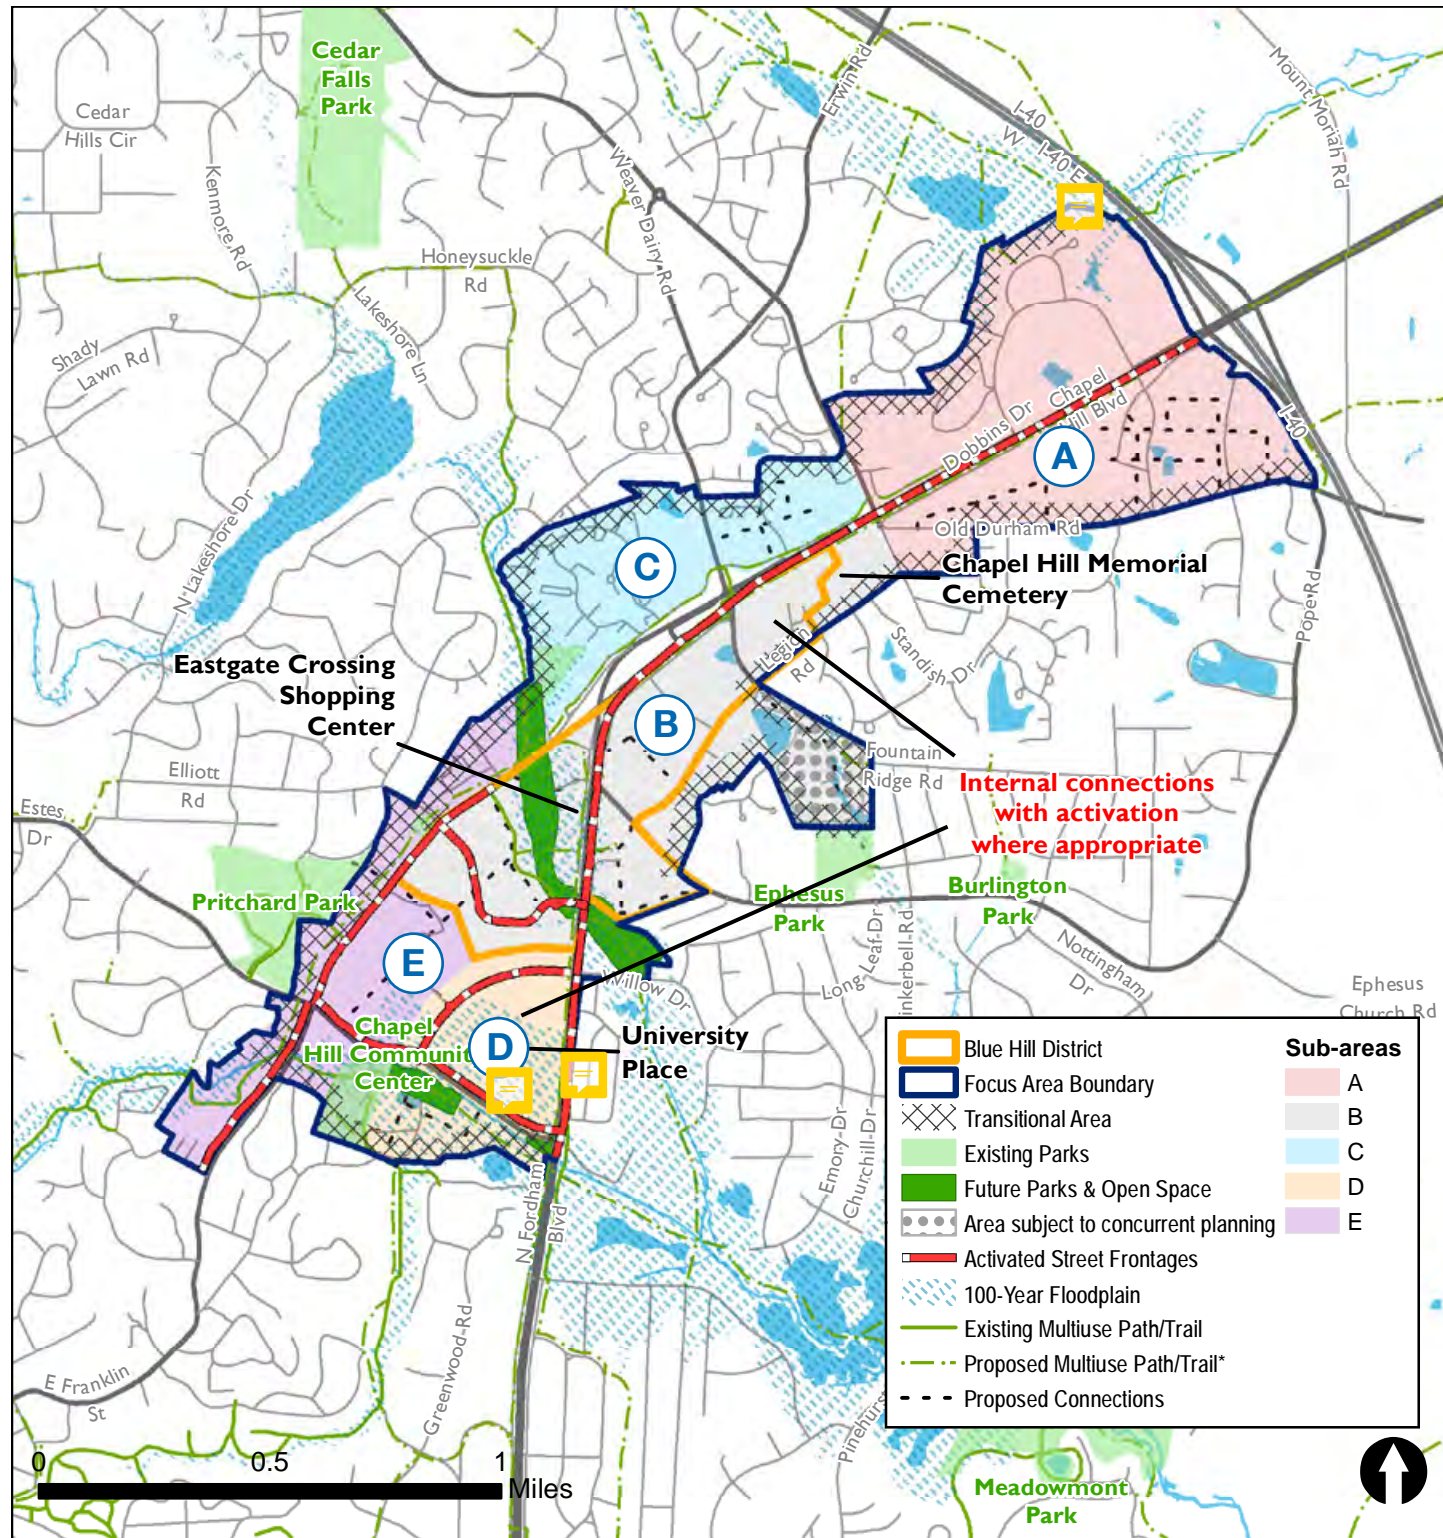 Cedar
Falls
Park
Cedar
Hills Cir
Kenmore Rd
Weaver Dairy Rd
Erwin Rd
I-40
W
I-40 E
Mount Moriah Rd
Honeysuckle
Rd
Lakeshore Ln
Shady
Lawn Rd
N Lakeshore Dr
Dobbins Dr
Chapel
Hill Blvd
I-40
A
Old Durham Rd
Chapel Hill Memorial
Cemetery
C
Pope Rd
Standish Dr
Legion
Rd
Eastgate Crossing
Shopping
Center
B
Fountain
Ridge Rd
Elliott
Rd
Estes
Dr
Internal connections
with activation
where appropriate
Pritchard Park
Ephesus
Park
Burlington
Park
E
Long-Leaf-Dr
Nottingham
Dr
Ephesus
Church Rd
Willow Dr
Chapel
Hill Communi
Center
D
University
Place
Emory-Dr
Churchill-Dr
N Fordham
Blvd
Greenwood-Rd
E Franklin
St
Blue Hill District
Focus Area Boundary
Transitional Area
Existing Parks
Future Parks & Open Space
Area subject to concurrent planning
Activated Street Frontages
100-Year Floodplain
Existing Multiuse Path/Trail
Proposed Multiuse Path/Trail*
Proposed Connections
Sub-areas
A
B
C
D
E
0 0.5 1
Miles
Meadowmont
Park